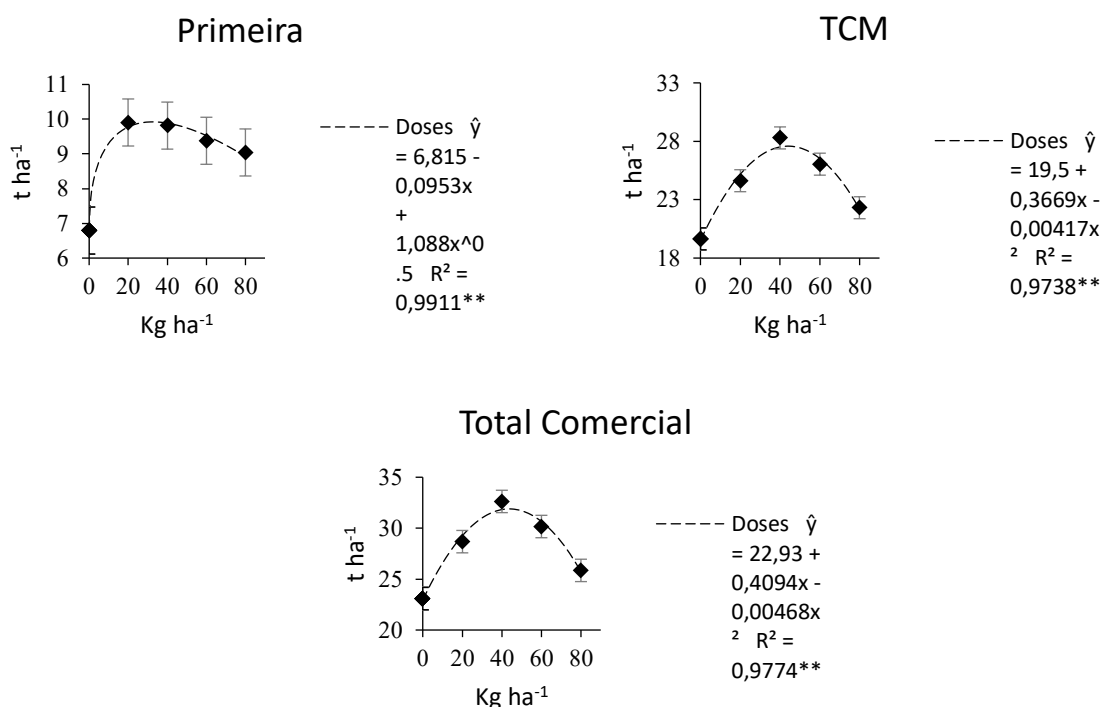 Primeira
11
10
9
8
7
6
t ha⁻¹
0 20 40 60 80
Kg ha⁻¹
Doses ŷ
= 6,815 -
0,0953x
+
1,088x^0
.5 R² =
0,9911**
TCM
33
28
23
18
t ha⁻¹
0 20 40 60 80
Kg ha⁻¹
Doses ŷ
= 19,5 +
0,3669x -
0,00417x
² R² =
0,9738**
Total Comercial
35
30
25
20
t ha⁻¹
0 20 40 60 80
Kg ha⁻¹
Doses ŷ
= 22,93 +
0,4094x -
0,00468x
² R² =
0,9774**